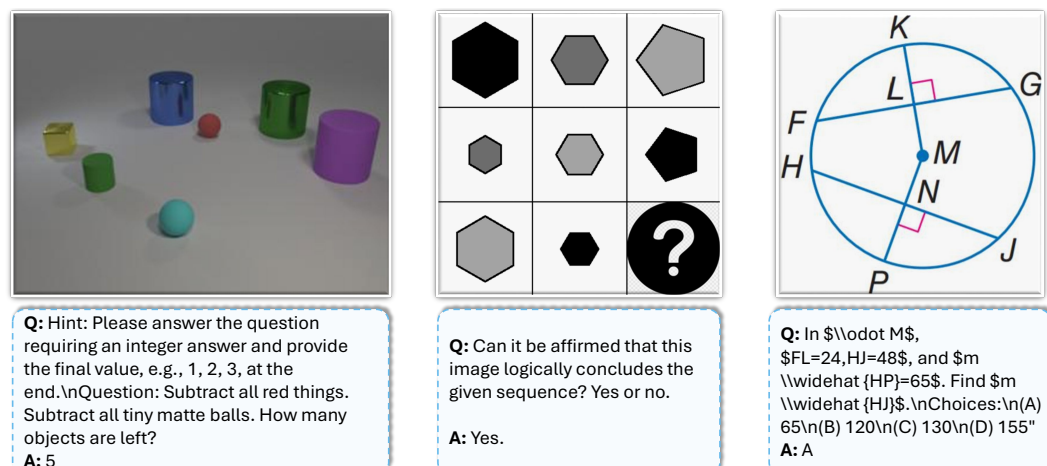 ?
K
G
L
F
H
M
N
J
P
Q: Hint: Please answer the question
requiring an integer answer and provide
the final value, e.g., 1, 2, 3, at the
end.\nQuestion: Subtract all red things.
Subtract all tiny matte balls. How many
objects are left?
A: 5
Q: Can it be affirmed that this
image logically concludes the
given sequence? Yes or no.
A: Yes.
Q: In $\\odot M$,
$FL=24,HJ=48$, and $m
\\widehat {HP}=65$. Find $m
\\widehat {HJ}$.\nChoices:\n(A)
65\n(B) 120\n(C) 130\n(D) 155"
A: A